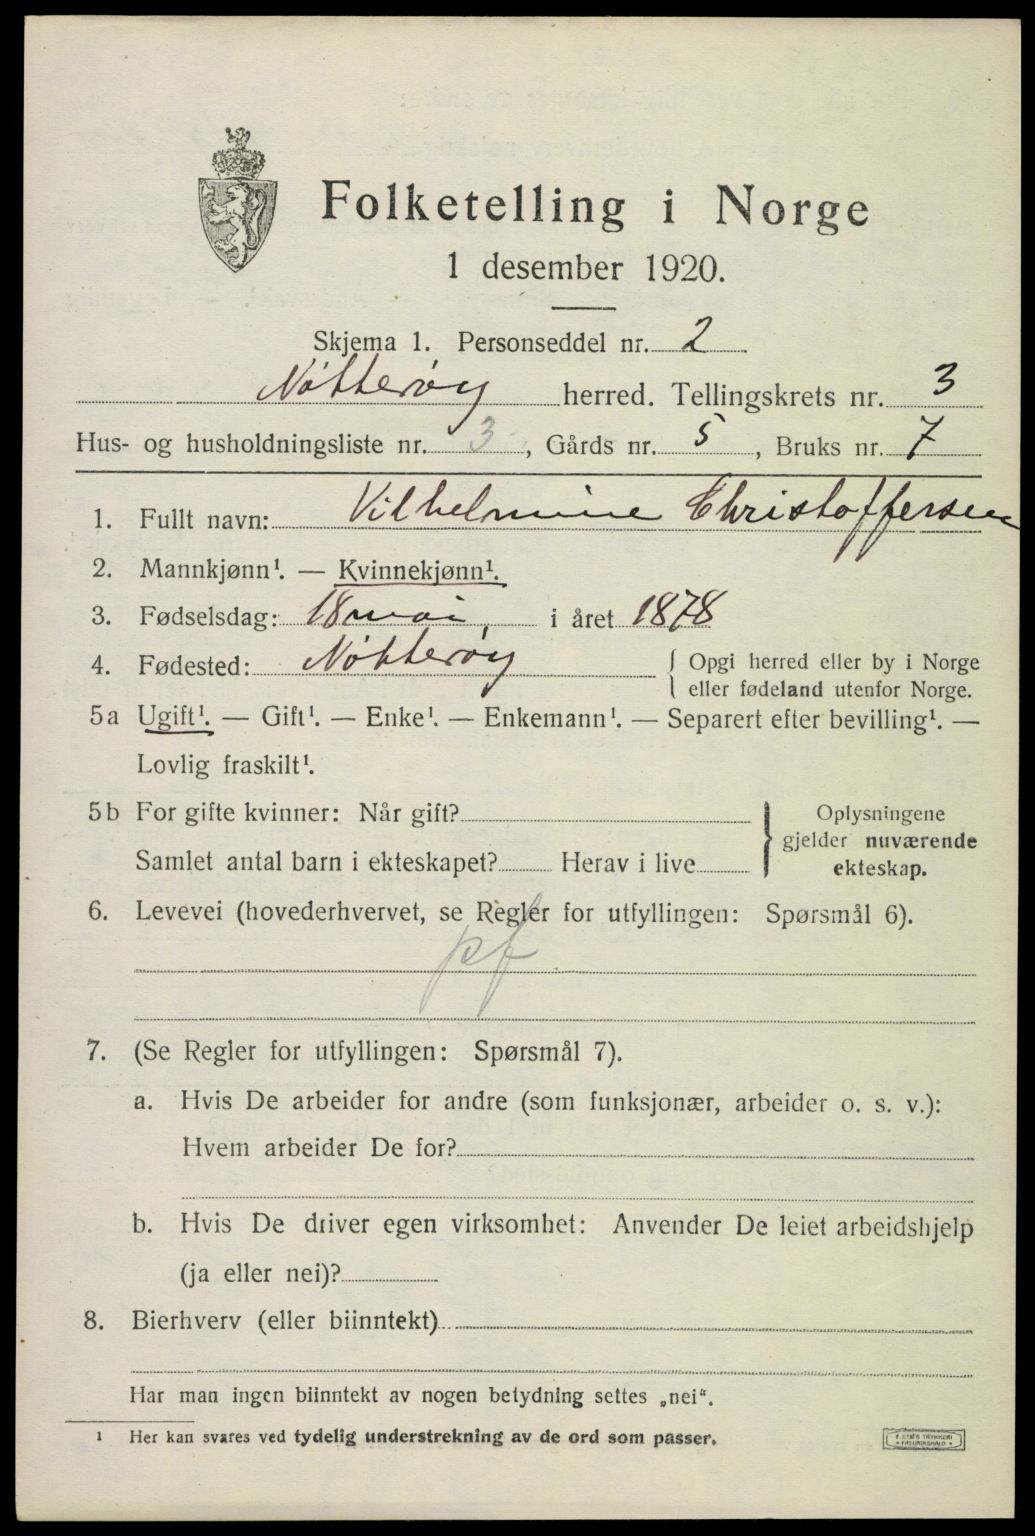 Folketelling i Norge
1 desember 1920.
Skjema 1. Personseddel nr. 2
Nøtterøy herred. Tellingskrets nr. 3
Hus- og husholdningsliste nr. 3, Gårds nr. 5, Bruks nr. 7
1. Fullt navn: Vilhelmine Christoffersen
2. Mannkjønn¹. — Kvinnekjønn¹.
3. Fødselsdag: 18 mai, i året 1878
4. Fødested: Nøtterøy { Opgi herred eller by i Norge
eller fødeland utenfor Norge.
5a Ugift¹. — Gift¹. — Enke¹. — Enkemann¹. — Separert efter bevilling¹. —
Lovlig fraskilt¹.
5b For gifte kvinner: Når gift? } Oplysningene
gjelder nuværende
Samlet antal barn i ekteskapet? Herav i live
ekteskap.
6. Levevei (hovederhvervet, se Regler for utfyllingen: Spørsmål 6).
pf
7. (Se Regler for utfyllingen: Spørsmål 7).
a. Hvis De arbeider for andre (som funksjonær, arbeider o. s. v.):
Hvem arbeider De for?
b. Hvis De driver egen virksomhet: Anvender De leiet arbeidshjelp
(ja eller nei)?
8. Bierhverv (eller biinntekt)
Har man ingen biinntekt av nogen betydning settes „nei“.
¹ Her kan svares ved tydelig understrekning av de ord som passer.